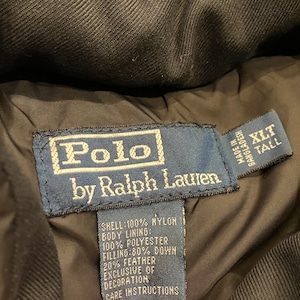 Polo
by Ralph Lauren
XLT
TALL
MADE IN
BANGLADESH
SHELL:100% NYLON
BODY LINING:
100% POLYESTER
FILLING:80% DOWN
20% FEATHER
EXCLUSIVE OF
DECORATION
CARE INSTRUCTIONS